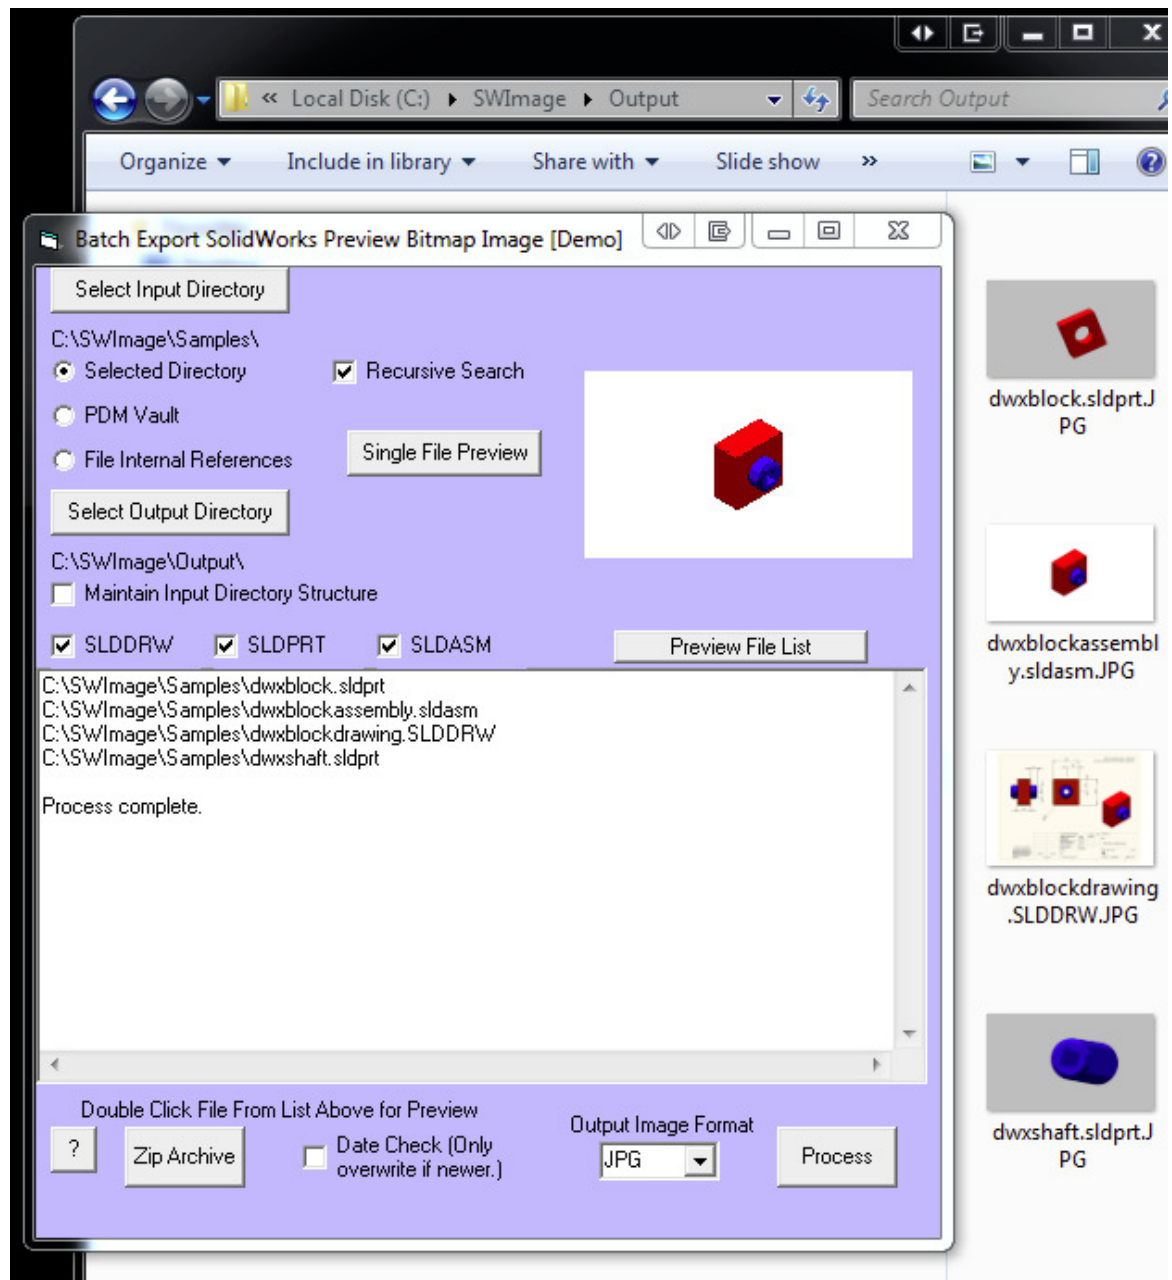 « Local Disk (C:) ▸ SWImage ▸ Output
Search Output
Organize
Include in library
Share with
Slide show
»
Batch Export SolidWorks Preview Bitmap Image [Demo]
Select Input Directory
C:\SWImage\Samples\
Selected Directory
Recursive Search
PDM Vault
File Internal References
Single File Preview
Select Output Directory
C:\SWImage\Output\
Maintain Input Directory Structure
SLDDRW
SLDPRT
SLDASM
Preview File List
C:\SWImage\Samples\dwxblock.sldprt
C:\SWImage\Samples\dwxblockassembly.sldasm
C:\SWImage\Samples\dwxblockdrawing.SLDDRW
C:\SWImage\Samples\dwxshaft.sldprt
Process complete.
Double Click File From List Above for Preview
?
Zip Archive
Date Check (Only
overwrite if newer.)
Output Image Format
JPG
Process
dwxblock.sldprt.J
PG
dwxblockassembl
y.sldasm.JPG
dwxblockdrawing
.SLDDRW.JPG
dwxshaft.sldprt.J
PG